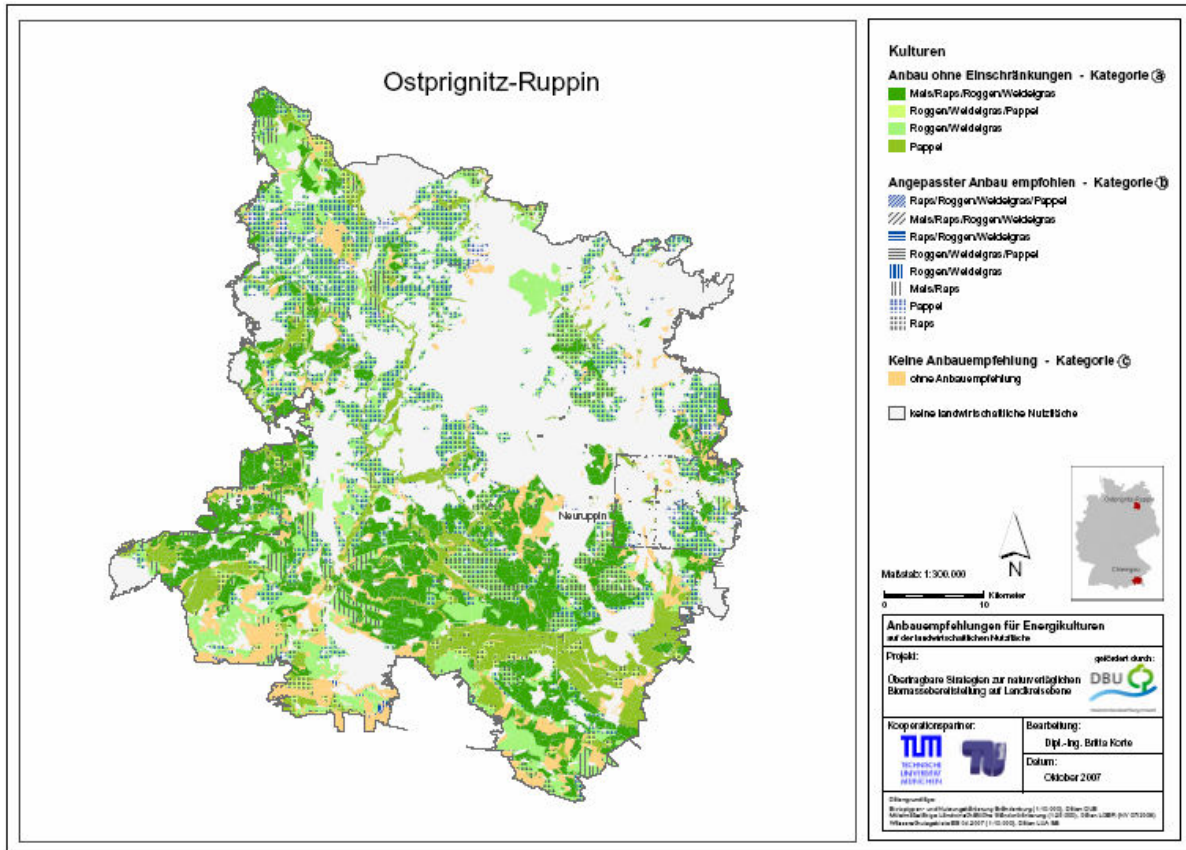 Ostprignitz-Ruppin
Neuruppin
Kulturen
Anbau ohne Einschränkungen - Kategorie a
Mais/Raps/Roggen/Weidelgras
Roggen/Weidelgras/Pappel
Roggen/Weidelgras
Pappel
Angepasster Anbau empfohlen - Kategorie b
Raps/Roggen/Weidelgras/Pappel
Mais/Raps/Roggen/Weidelgras
Raps/Roggen/Weidelgras
Roggen/Weidelgras/Pappel
Roggen/Weidelgras
Mais/Raps
Pappel
Raps
Keine Anbauempfehlung - Kategorie c
ohne Anbauempfehlung
keine landwirtschaftliche Nutzfläche
Ostprignitz-Ruppin
Chiemgau
N
Maßstab: 1:300.000
Kilometer
0 10
Anbauempfehlungen für Energikulturen
auf der landwirtschaftlichen Nutzfläche
Projekt:
gefördert durch:
Übertragbare Strategien zur naturverträglichen
Biomassebereitstellung auf Landkreisebene
DBU
Kooperationspartner:
TUM
TECHNISCHE
UNIVERSITÄT
MÜNCHEN
Bearbeitung:
Dipl.-Ing. Britta Korte
Datum:
Oktober 2007